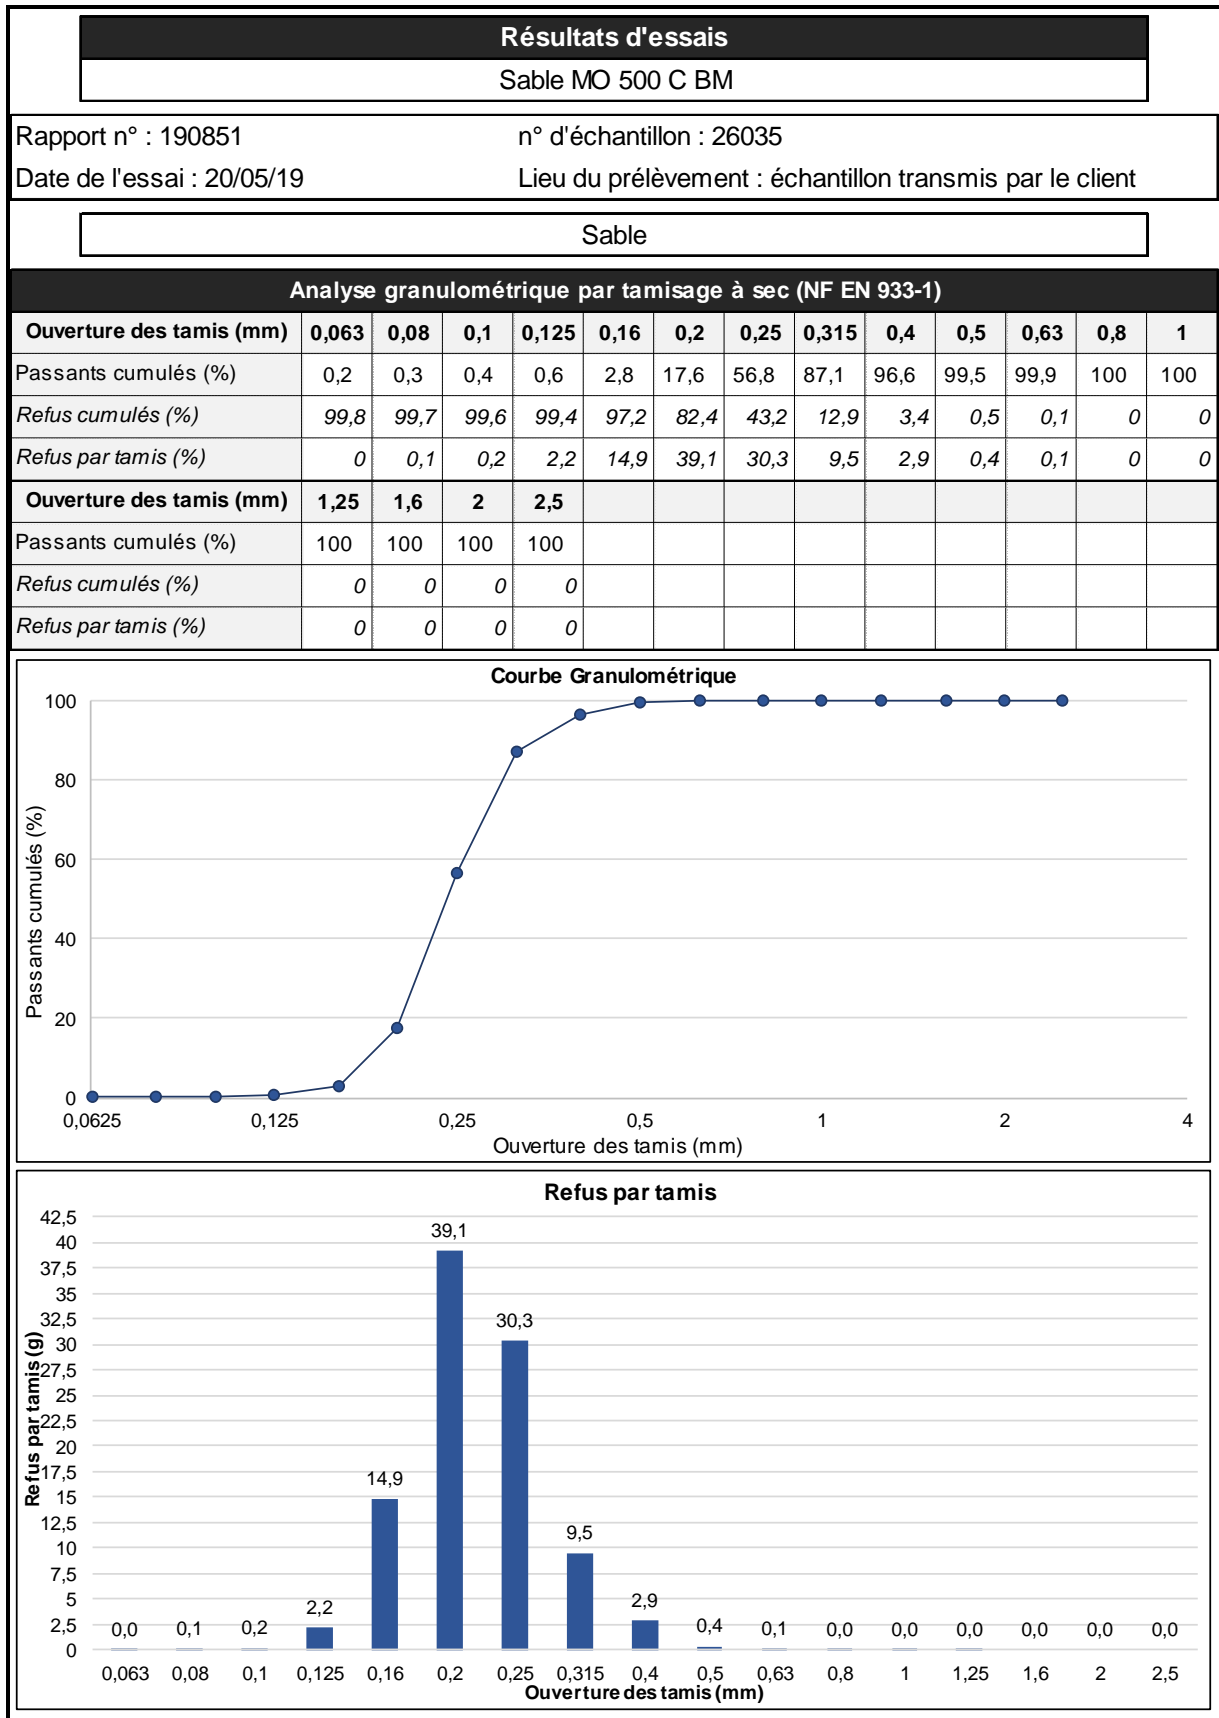 Résultats d'essais
Sable MO 500 C BM
Rapport n° : 190851 n° d'échantillon : 26035
Date de l'essai : 20/05/19 Lieu du prélèvement : échantillon transmis par le client
Sable
Analyse granulométrique par tamisage à sec (NF EN 933-1)
Ouverture des tamis (mm) 0,063 0,08 0,1 0,125 0,16 0,2 0,25 0,315 0,4 0,5 0,63 0,8 1
Passants cumulés (%) 0,2 0,3 0,4 0,6 2,8 17,6 56,8 87,1 96,6 99,5 99,9 100 100
Refus cumulés (%) 99,8 99,7 99,6 99,4 97,2 82,4 43,2 12,9 3,4 0,5 0,1 0 0
Refus par tamis (%) 0 0,1 0,2 2,2 14,9 39,1 30,3 9,5 2,9 0,4 0,1 0 0
Ouverture des tamis (mm) 1,25 1,6 2 2,5
Passants cumulés (%) 100 100 100 100
Refus cumulés (%) 0 0 0 0
Refus par tamis (%) 0 0 0 0
Courbe Granulométrique
Passants cumulés (%)
100
80
60
40
20
0
0,0625 0,125 0,25 0,5 1 2 4
Ouverture des tamis (mm)
Refus par tamis
Refus par tamis (g)
42,5
40
37,5
35
32,5
30
27,5
25
22,5
20
17,5
15
12,5
10
7,5
5
2,5
0
0,0 0,1 0,2 2,2 14,9 39,1 30,3 9,5 2,9 0,4 0,1 0,0 0,0 0,0 0,0 0,0 0,0
0,063 0,08 0,1 0,125 0,16 0,2 0,25 0,315 0,4 0,5 0,63 0,8 1 1,25 1,6 2 2,5
Ouverture des tamis (mm)